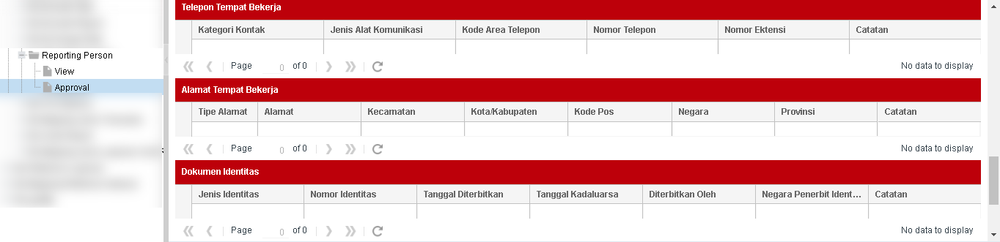 Reporting Person
View
Approval
Telepon Tempat Bekerja
Kategori Kontak Jenis Alat Komunikasi Kode Area Telepon Nomor Telepon Nomor Ektensi Catatan
Page 0 of 0 No data to display
Alamat Tempat Bekerja
Tipe Alamat Alamat Kecamatan Kota/Kabupaten Kode Pos Negara Provinsi Catatan
Page 0 of 0 No data to display
Dokumen Identitas
Jenis Identitas Nomor Identitas Tanggal Diterbitkan Tanggal Kadaluarsa Diterbitkan Oleh Negara Penerbit Ident... Catatan
Page 0 of 0 No data to display